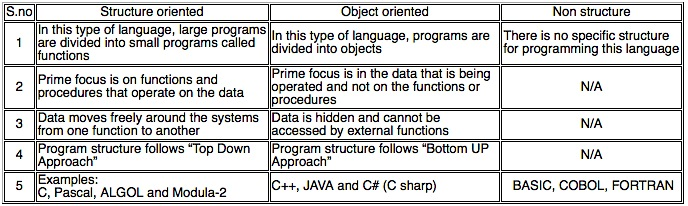 S.no Structure oriented Object oriented Non structure
1 In this type of language, large programs are divided into small programs called functions In this type of language, programs are divided into objects There is no specific structure for programming this language
2 Prime focus is on functions and procedures that operate on the data Prime focus is in the data that is being operated and not on the functions or procedures N/A
3 Data moves freely around the systems from one function to another Data is hidden and cannot be accessed by external functions N/A
4 Program structure follows “Top Down Approach” Program structure follows “Bottom UP Approach” N/A
5 Examples: C, Pascal, ALGOL and Modula-2 C++, JAVA and C# (C sharp) BASIC, COBOL, FORTRAN